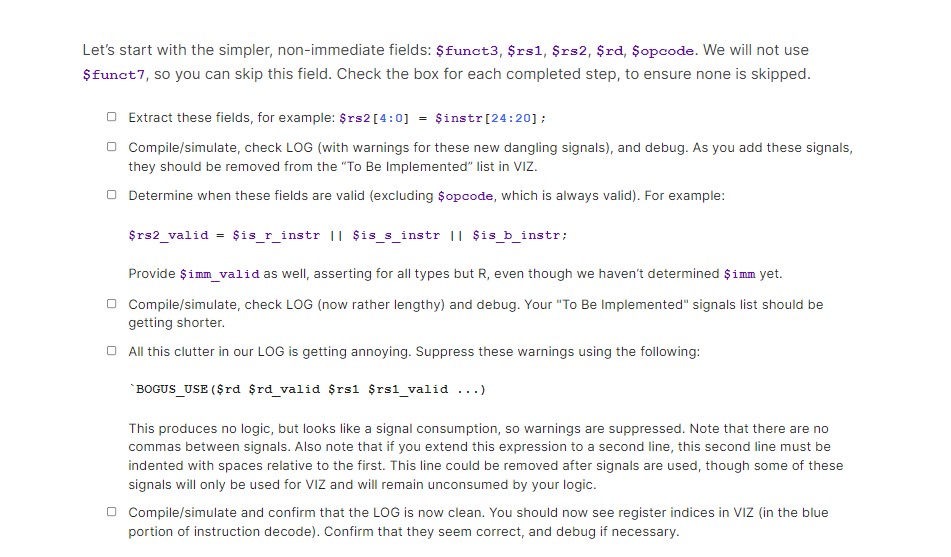 Let's start with the simpler, non-immediate fields: $funct3, $rs1, $rs2, $rd, $opcode. We will not use
$funct7, so you can skip this field. Check the box for each completed step, to ensure none is skipped.
Extract these fields, for example: $rs2[4:0] = $instr[24:20];
Compile/simulate, check LOG (with warnings for these new dangling signals), and debug. As you add these signals,
they should be removed from the “To Be Implemented” list in VIZ.
Determine when these fields are valid (excluding $opcode, which is always valid). For example:
$rs2_valid = $is_r_instr || $is_s_instr || $is_b_instr;
Provide $imm_valid as well, asserting for all types but R, even though we haven't determined $imm yet.
Compile/simulate, check LOG (now rather lengthy) and debug. Your "To Be Implemented" signals list should be
getting shorter.
All this clutter in our LOG is getting annoying. Suppress these warnings using the following:
`BOGUS_USE($rd $rd_valid $rs1 $rs1_valid ...)
This produces no logic, but looks like a signal consumption, so warnings are suppressed. Note that there are no
commas between signals. Also note that if you extend this expression to a second line, this second line must be
indented with spaces relative to the first. This line could be removed after signals are used, though some of these
signals will only be used for VIZ and will remain unconsumed by your logic.
Compile/simulate and confirm that the LOG is now clean. You should now see register indices in VIZ (in the blue
portion of instruction decode). Confirm that they seem correct, and debug if necessary.